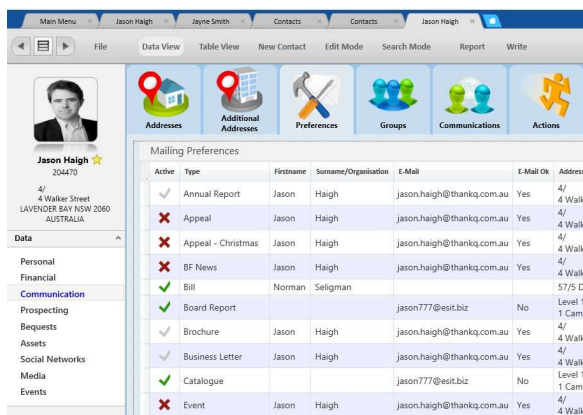 Main Menu
Jason Haigh
Jayne Smith
Contacts
Contacts
Jason Haigh
File
Data View
Table View
New Contact
Edit Mode
Search Mode
Report
Write
Jason Haigh
204470
4/
4 Walker Street
LAVENDER BAY NSW 2060
AUSTRALIA
Data
Personal
Financial
Communication
Prospecting
Bequests
Assets
Social Networks
Media
Events
Addresses
Additional
Addresses
Preferences
Groups
Communications
Actions
Mailing Preferences
Active Type Firstname Surname/Organisation E-Mail E-Mail Ok Address
Annual Report Jason Haigh jason.haigh@thankq.com.au Yes 4/
4 Walk
Appeal Jason Haigh jason.haigh@thankq.com.au Yes 4/
4 Walk
Appeal - Christmas Jason Haigh jason.haigh@thankq.com.au Yes 4/
4 Walk
BF News Jason Haigh jason.haigh@thankq.com.au Yes 4/
4 Walk
Bill Norman Seligman 57/5 D
Board Report jason777@esit.biz No Level 1
1 Cam
Brochure Jason Haigh jason.haigh@thankq.com.au Yes 4/
4 Walk
Business Letter Jason Haigh jason.haigh@thankq.com.au Yes 4/
4 Walk
Catalogue jason777@esit.biz No Level 1
1 Cam
Event Jason Haigh jason.haigh@thankq.com.au Yes 4/
4 Walk